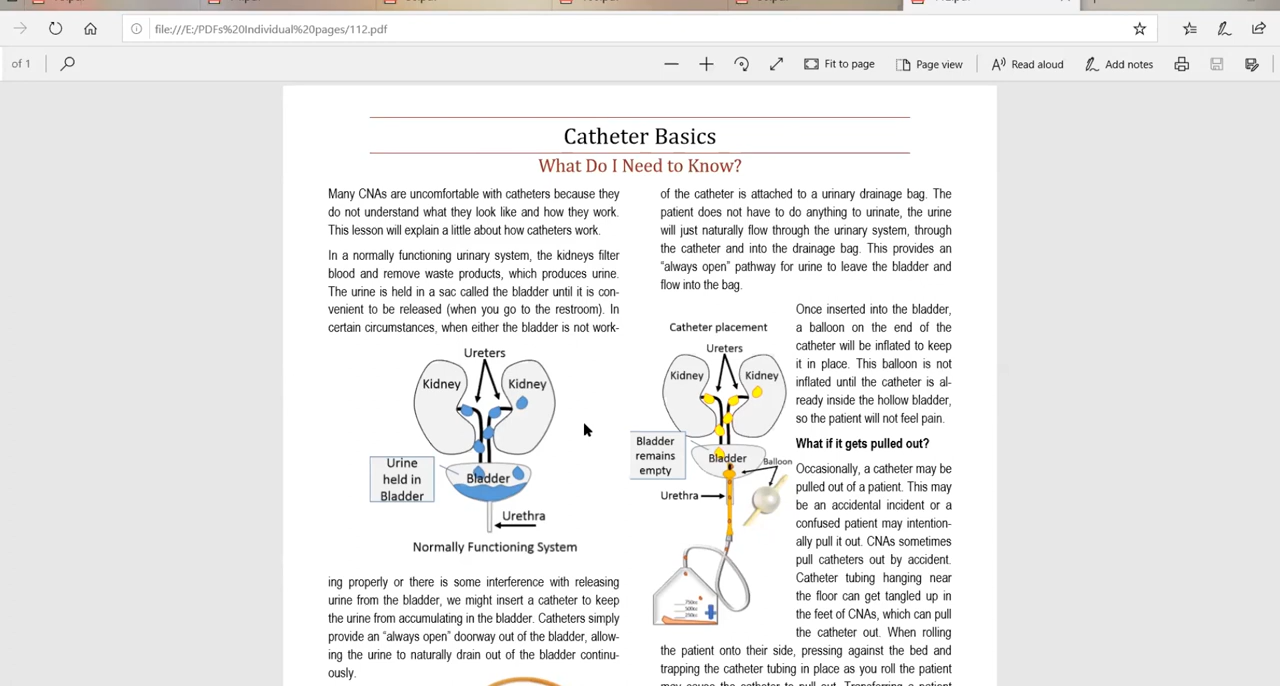 file:///E:/PDFs%20Individual%20pages/112.pdf
of 1
Fit to page
Page view
Read aloud
Add notes
Catheter Basics
What Do I Need to Know?
Many CNAs are uncomfortable with catheters because they
do not understand what they look like and how they work.
This lesson will explain a little about how catheters work.
In a normally functioning urinary system, the kidneys filter
blood and remove waste products, which produces urine.
The urine is held in a sac called the bladder until it is con-
venient to be released (when you go to the restroom). In
certain circumstances, when either the bladder is not work-
Ureters
Kidney
Kidney
Urine
held in
Bladder
Bladder
Urethra
Normally Functioning System
ing properly or there is some interference with releasing
urine from the bladder, we might insert a catheter to keep
the urine from accumulating in the bladder. Catheters simply
provide an “always open” doorway out of the bladder, allow-
ing the urine to naturally drain out of the bladder continu-
ously.
of the catheter is attached to a urinary drainage bag. The
patient does not have to do anything to urinate, the urine
will just naturally flow through the urinary system, through
the catheter and into the drainage bag. This provides an
“always open” pathway for urine to leave the bladder and
flow into the bag.
Catheter placement
Ureters
Kidney
Kidney
Bladder
remains
empty
Bladder
Balloon
Urethra
Once inserted into the bladder,
a balloon on the end of the
catheter will be inflated to keep
it in place. This balloon is not
inflated until the catheter is al-
ready inside the hollow bladder,
so the patient will not feel pain.
What if it gets pulled out?
Occasionally, a catheter may be
pulled out of a patient. This may
be an accidental incident or a
confused patient may intention-
ally pull it out. CNAs sometimes
pull catheters out by accident.
Catheter tubing hanging near
the floor can get tangled up in
the feet of CNAs, which can pull
the catheter out. When rolling
the patient onto their side, pressing against the bed and
trapping the catheter tubing in place as you roll the patient
may cause the catheter to pull out. Transferring a patient